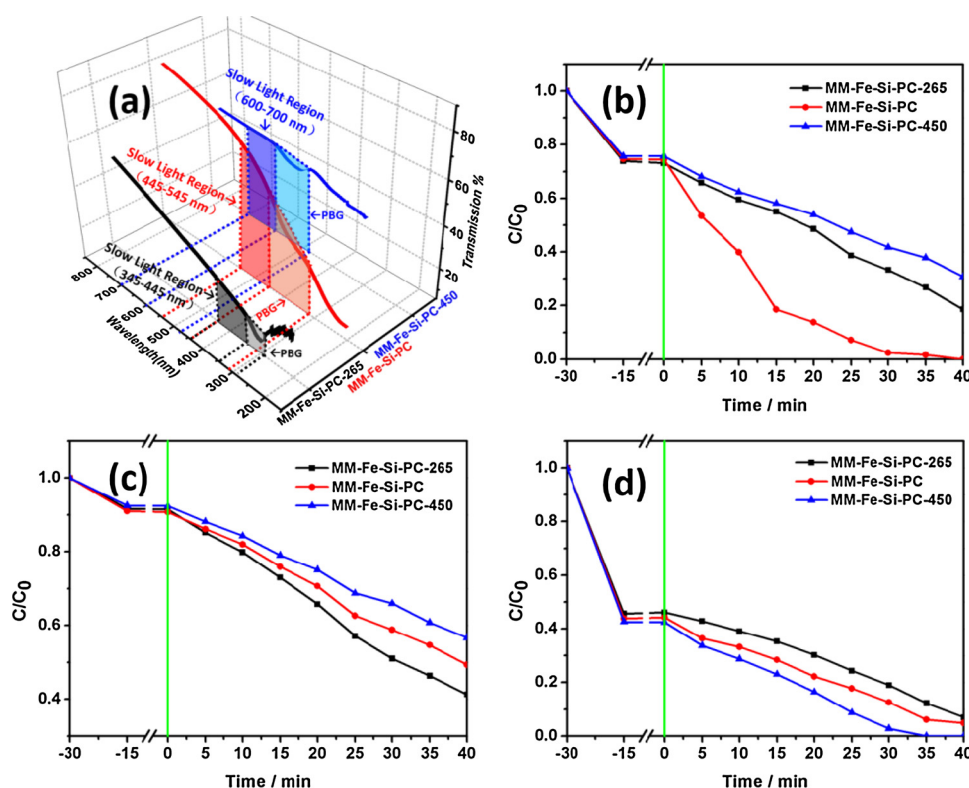 (a)
Slow Light Region
(600-700 nm)
Slow Light Region
(445-545 nm)
Slow Light Region
(345-445 nm)
←PBG
PBG→
←PBG
80
60
40
20
Transmission %
800
700
600
500
400
300
200
Wavelength(nm)
MM-Fe-Si-PC-265
MM-Fe-Si-PC
MM-Fe-Si-PC-450
(b)
MM-Fe-Si-PC-265
MM-Fe-Si-PC
MM-Fe-Si-PC-450
C/C0
1.0
0.8
0.6
0.4
0.2
0.0
-30 -15 0 5 10 15 20 25 30 35 40
Time / min
(c)
MM-Fe-Si-PC-265
MM-Fe-Si-PC
MM-Fe-Si-PC-450
C/C0
1.0
0.8
0.6
0.4
-30 -15 0 5 10 15 20 25 30 35 40
Time / min
(d)
MM-Fe-Si-PC-265
MM-Fe-Si-PC
MM-Fe-Si-PC-450
C/C0
1.0
0.8
0.6
0.4
0.2
0.0
-30 -15 0 5 10 15 20 25 30 35 40
Time / min